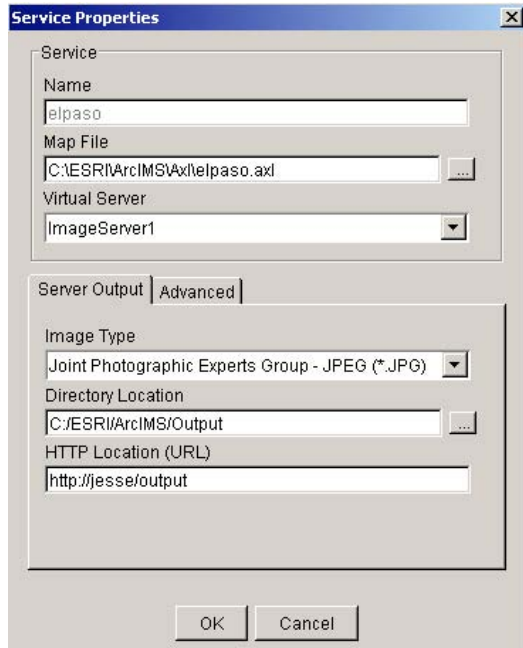 Service Properties
Service
Name
elpaso
Map File
C:\ESRI\ArcIMS\Axl\elpaso.axl
...
Virtual Server
ImageServer1
Server Output
Advanced
Image Type
Joint Photographic Experts Group - JPEG (*.JPG)
Directory Location
C:/ESRI/ArcIMS/Output
...
HTTP Location (URL)
http://jesse/output
OK
Cancel